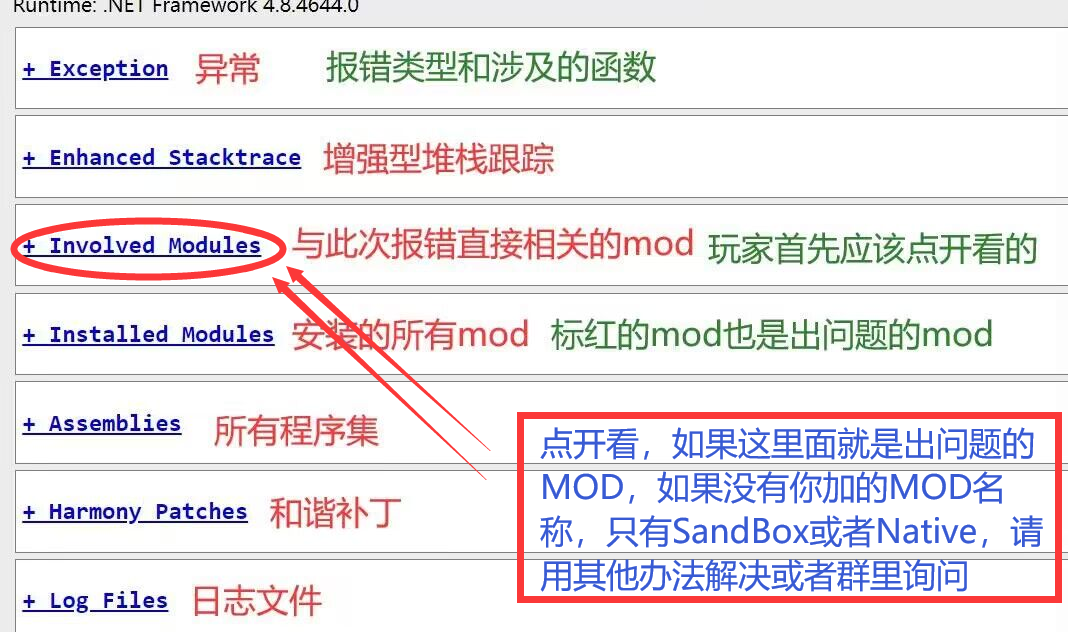 Runtime: .NET Framework 4.8.4644.0
+ Exception 异常 报错类型和涉及的函数
+ Enhanced Stacktrace 增强型堆栈跟踪
+ Involved Modules 与此次报错直接相关的mod 玩家首先应该点开看的
+ Installed Modules 安装的所有mod 标红的mod也是出问题的mod
+ Assemblies 所有程序集
+ Harmony Patches 和谐补丁
+ Log Files 日志文件
点开看，如果这里面就是出问题的
MOD，如果没有你加的MOD名
称，只有SandBox或者Native，请
用其他办法解决或者群里询问